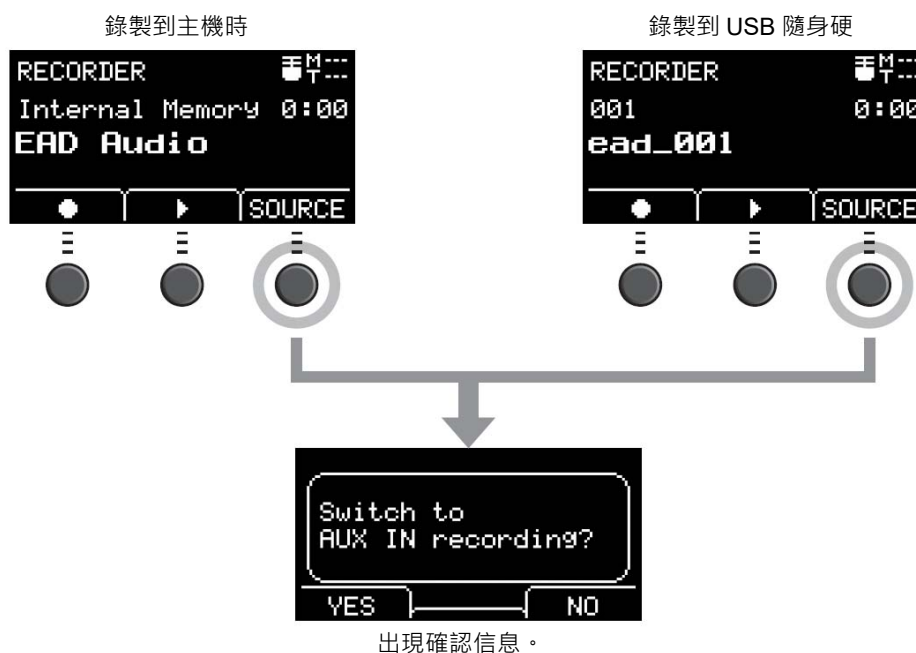 錄製到主機時
RECORDER M---
T---
Internal Memory 0:00
EAD Audio
SOURCE
錄製到 USB 隨身硬
RECORDER M---
T---
001 0:00
ead_001
SOURCE
Switch to
AUX IN recording?
YES NO
出現確認信息。